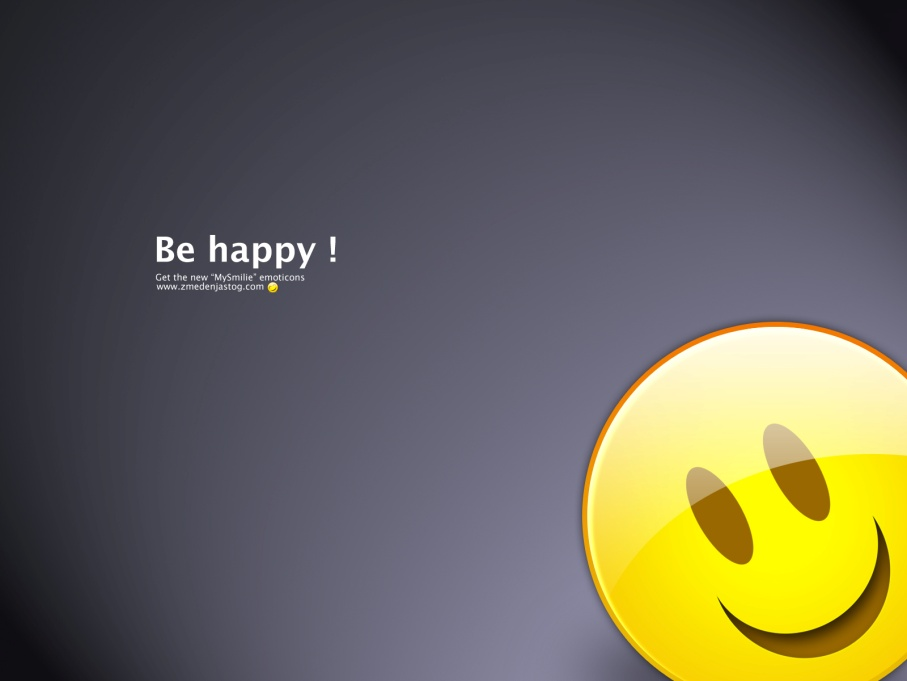 Be happy !
Get the new "MySmilie" emoticons
www.zmedenjastog.com